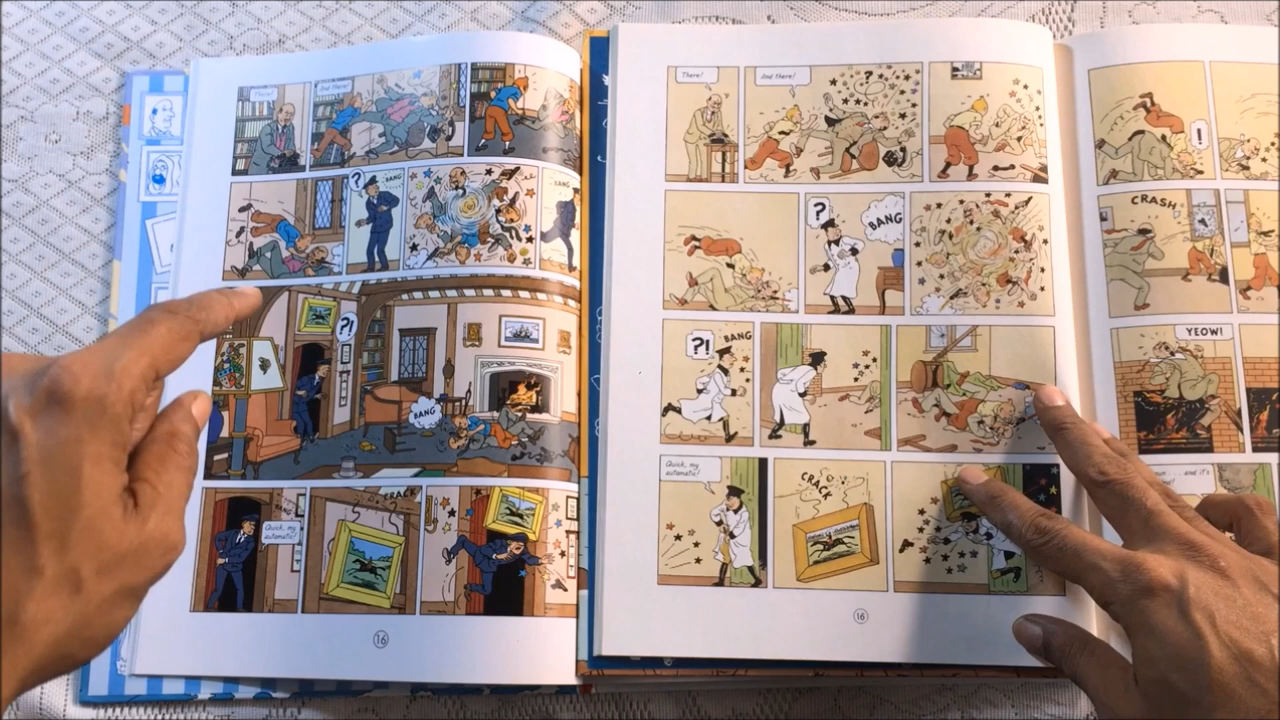 There!
And there!
?
BANG
BANG
?!
BANG
Quick, my
automatic!
CRACK
16
There!
And there!
?
?
BANG
?!
BANG
Quick, my
automatic!
CRACK
16
!
CRASH
YEOW!
and it's